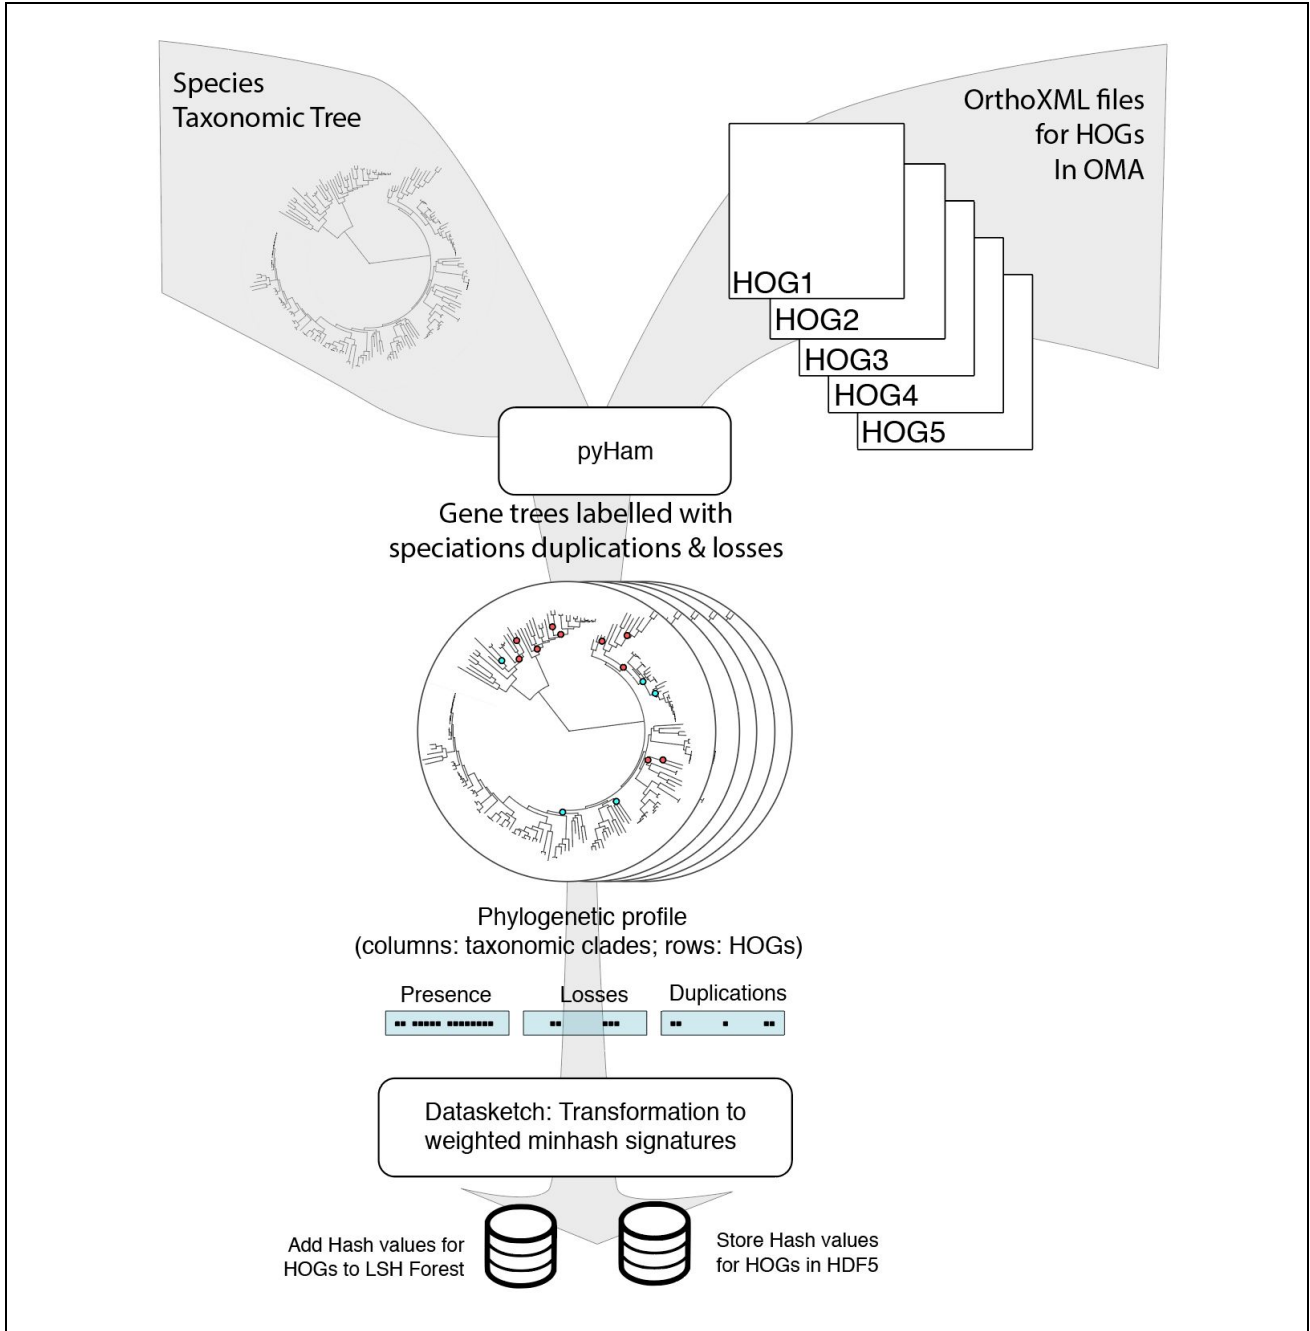 Species
Taxonomic Tree
OrthoXML files
for HOGs
In OMA
HOG1
HOG2
HOG3
HOG4
HOG5
pyHam
Gene trees labelled with
speciations duplications & losses
Phylogenetic profile
(columns: taxonomic clades; rows: HOGs)
Presence
Losses
Duplications
Datasketch: Transformation to
weighted minhash signatures
Add Hash values for
HOGs to LSH Forest
Store Hash values
for HOGs in HDF5